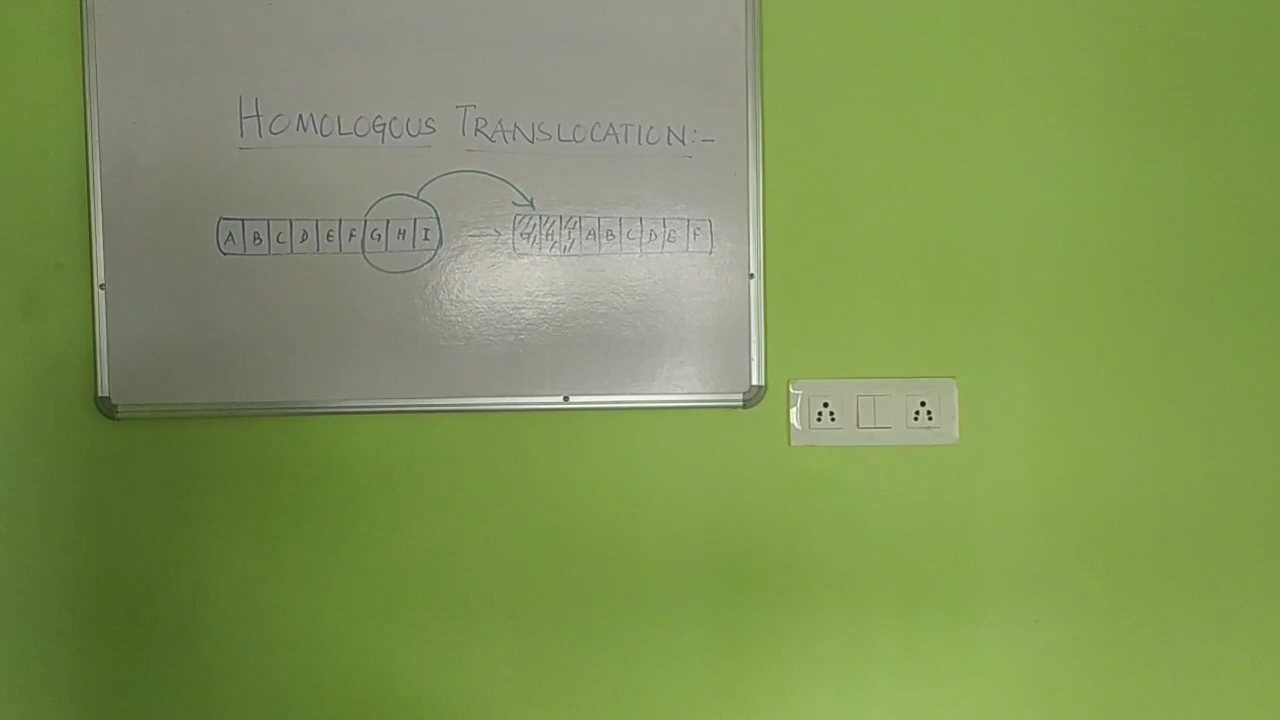 HOMOLOGOUS TRANSLOCATION:-
A B C D E F G H I → G H I A B C D E F